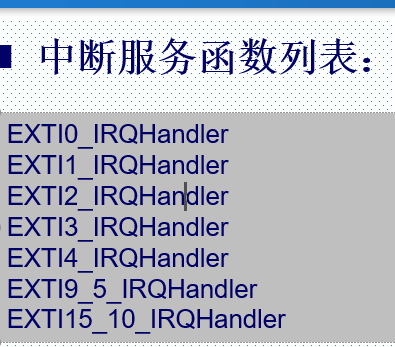 中断服务函数列表：
EXTI0_IRQHandler
EXTI1_IRQHandler
EXTI2_IRQHandler
EXTI3_IRQHandler
EXTI4_IRQHandler
EXTI9_5_IRQHandler
EXTI15_10_IRQHandler